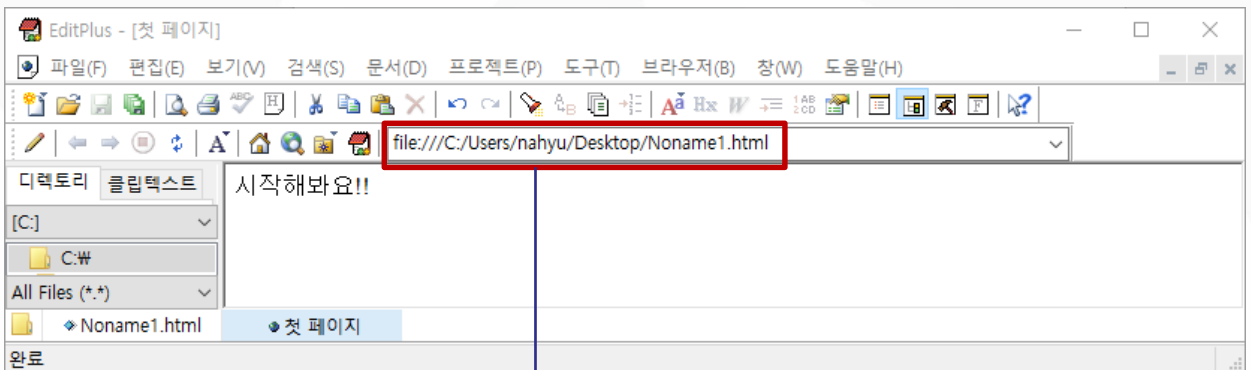 EditPlus - [첫 페이지]
파일(F) 편집(E) 보기(V) 검색(S) 문서(D) 프로젝트(P) 도구(T) 브라우저(B) 창(W) 도움말(H)
file:///C:/Users/nahyu/Desktop/Noname1.html
디렉토리 클립텍스트
시작해봐요!!
[C:]
C:₩
All Files (*.*)
Noname1.html 첫 페이지
완료